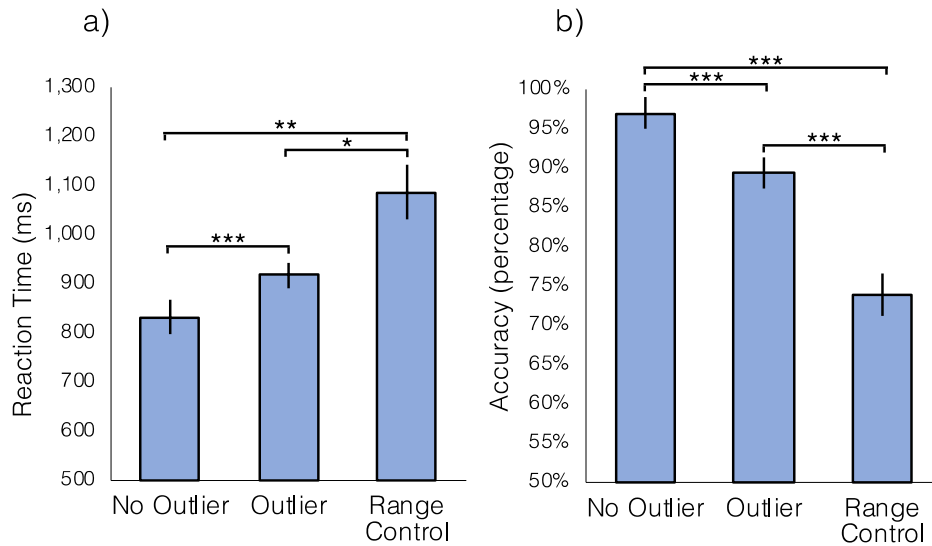 a)
Reaction Time (ms)
1,300
1,200
1,100
1,000
900
800
700
600
500
**
*
***
No Outlier
Outlier
Range
Control
b)
Accuracy (percentage)
100%
95%
90%
85%
80%
75%
70%
65%
60%
55%
50%
***
***
***
No Outlier
Outlier
Range
Control